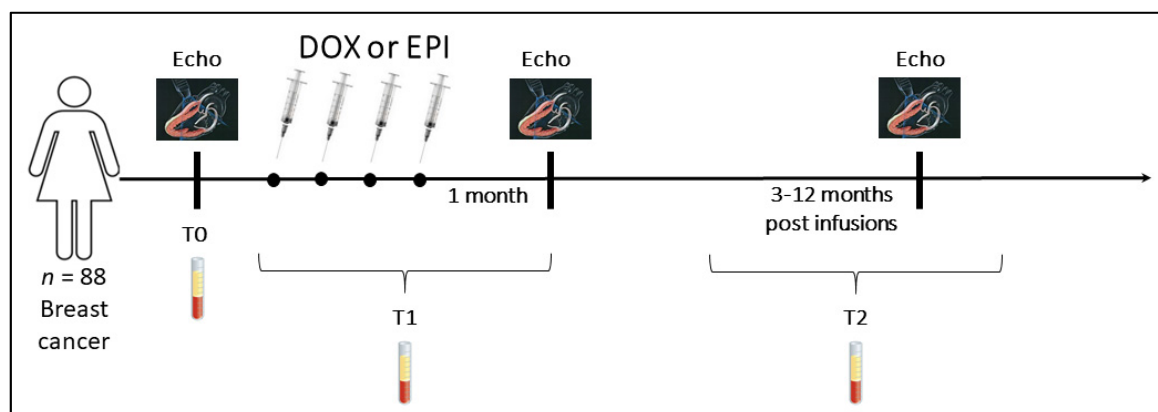 DOX or EPI
Echo
Echo
Echo
1 month
3-12 months
post infusions
T0
n = 88
Breast
cancer
T1
T2